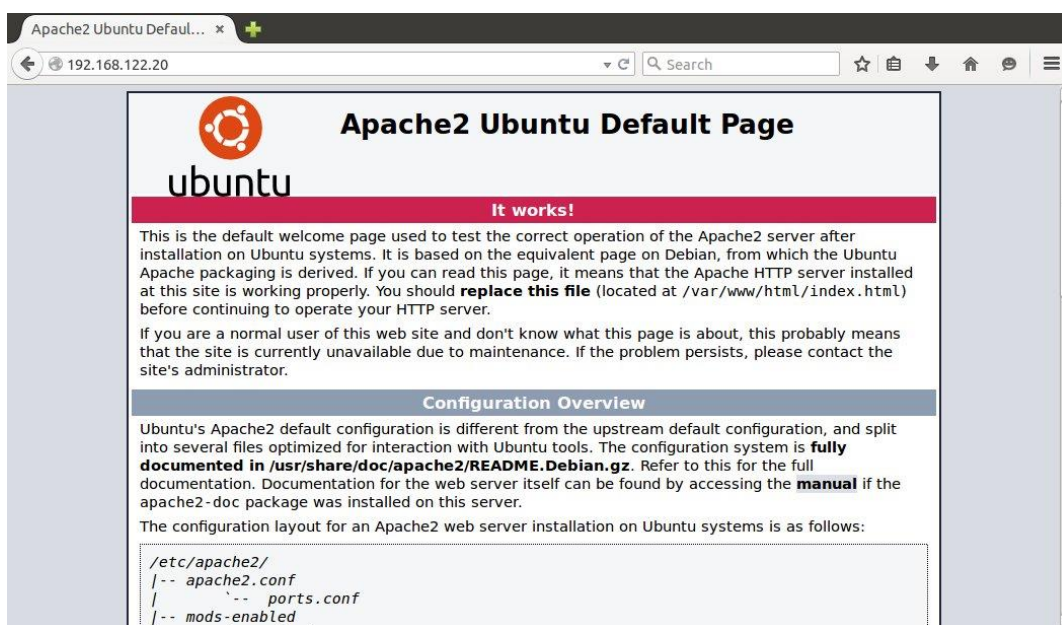 Apache2 Ubuntu Defaul... ×
192.168.122.20
Search
ubuntu
Apache2 Ubuntu Default Page
It works!
This is the default welcome page used to test the correct operation of the Apache2 server after
installation on Ubuntu systems. It is based on the equivalent page on Debian, from which the Ubuntu
Apache packaging is derived. If you can read this page, it means that the Apache HTTP server installed
at this site is working properly. You should replace this file (located at /var/www/html/index.html)
before continuing to operate your HTTP server.
If you are a normal user of this web site and don't know what this page is about, this probably means
that the site is currently unavailable due to maintenance. If the problem persists, please contact the
site's administrator.
Configuration Overview
Ubuntu's Apache2 default configuration is different from the upstream default configuration, and split
into several files optimized for interaction with Ubuntu tools. The configuration system is fully
documented in /usr/share/doc/apache2/README.Debian.gz. Refer to this for the full
documentation. Documentation for the web server itself can be found by accessing the manual if the
apache2-doc package was installed on this server.
The configuration layout for an Apache2 web server installation on Ubuntu systems is as follows:
/etc/apache2/
|-- apache2.conf
|       `--  ports.conf
|-- mods-enabled